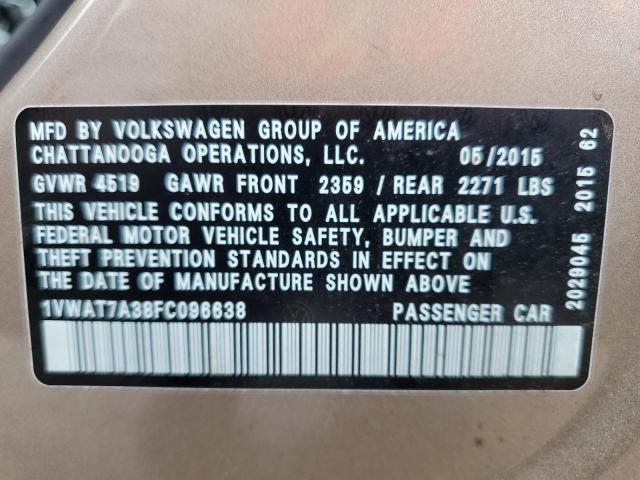 MFD BY VOLKSWAGEN GROUP OF AMERICA
CHATTANOOGA OPERATIONS, LLC. 05/2015
GVWR 4519 GAWR FRONT 2359 / REAR 2271 LBS
THIS VEHICLE CONFORMS TO ALL APPLICABLE U.S.
FEDERAL MOTOR VEHICLE SAFETY, BUMPER AND
THEFT PREVENTION STANDARDS IN EFFECT ON
THE DATE OF MANUFACTURE SHOWN ABOVE
1VWAT7A38FC096638 PASSENGER CAR
2029045 2015 62